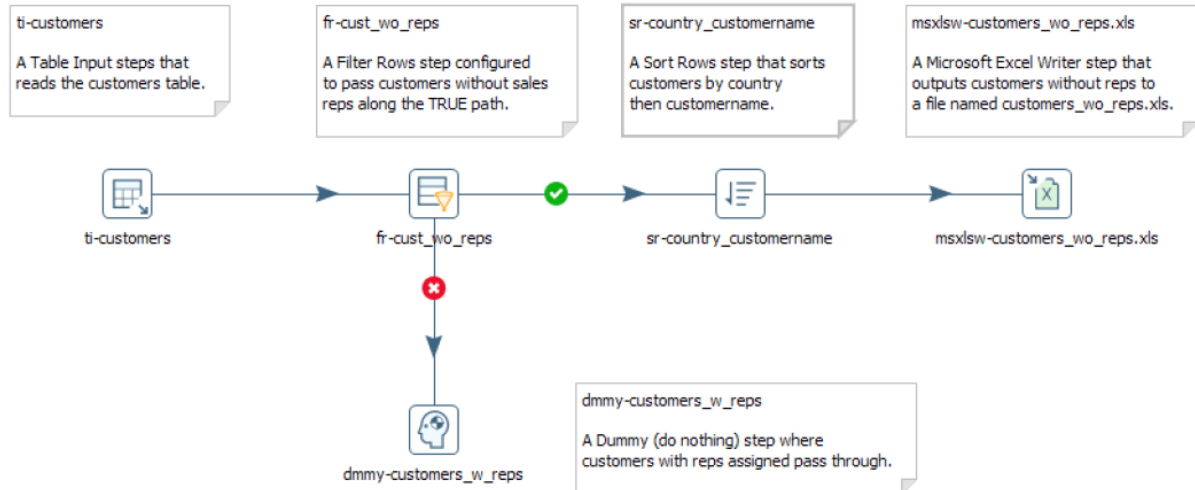 ti-customers
A Table Input steps that
reads the customers table.
fr-cust_wo_reps
A Filter Rows step configured
to pass customers without sales
reps along the TRUE path.
sr-country_customername
A Sort Rows step that sorts
customers by country
then customername.
msxlsw-customers_wo_reps.xls
A Microsoft Excel Writer step that
outputs customers without reps to
a file named customers_wo_reps.xls.
ti-customers
fr-cust_wo_reps
sr-country_customername
msxlsw-customers_wo_reps.xls
dmmy-customers_w_reps
dmmy-customers_w_reps
A Dummy (do nothing) step where
customers with reps assigned pass through.